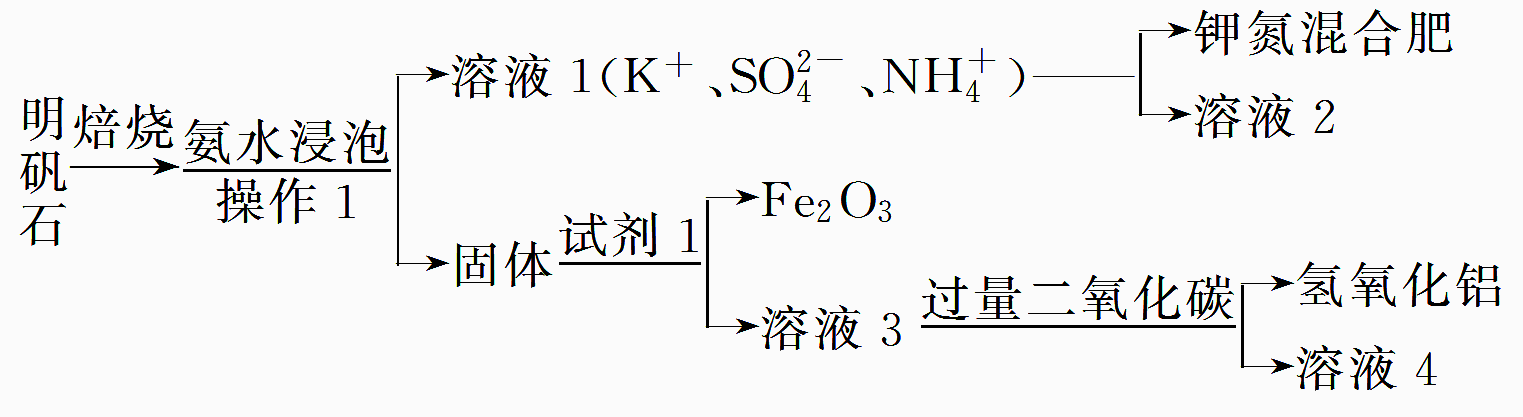 明矾石
焙烧
氨水浸泡
操作 1
溶液 1(K⁺、SO₄²⁻、NH₄⁺)
钾氮混合肥
溶液 2
固体
试剂 1
Fe₂O₃
溶液 3
过量二氧化碳
氢氧化铝
溶液 4